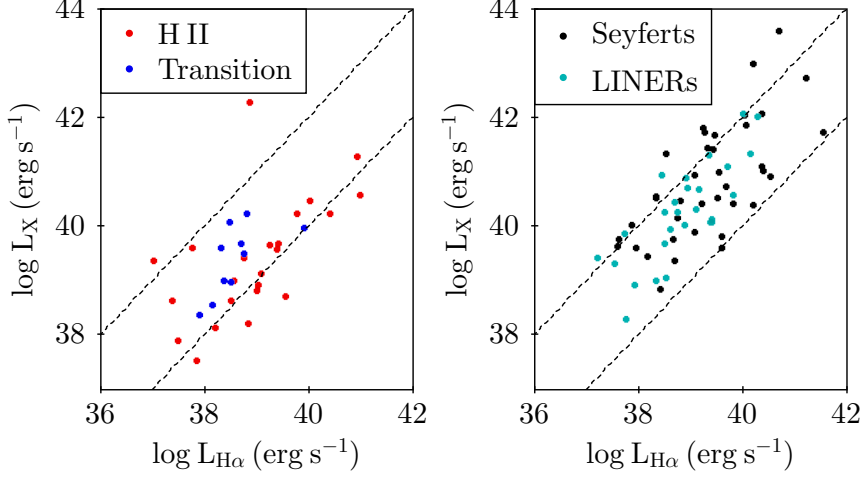 44
42
40
38
log L_X (erg s⁻¹)
H II
Transition
36 38 40 42
log L_Hα (erg s⁻¹)
44
42
40
38
log L_X (erg s⁻¹)
Seyferts
LINERs
36 38 40 42
log L_Hα (erg s⁻¹)